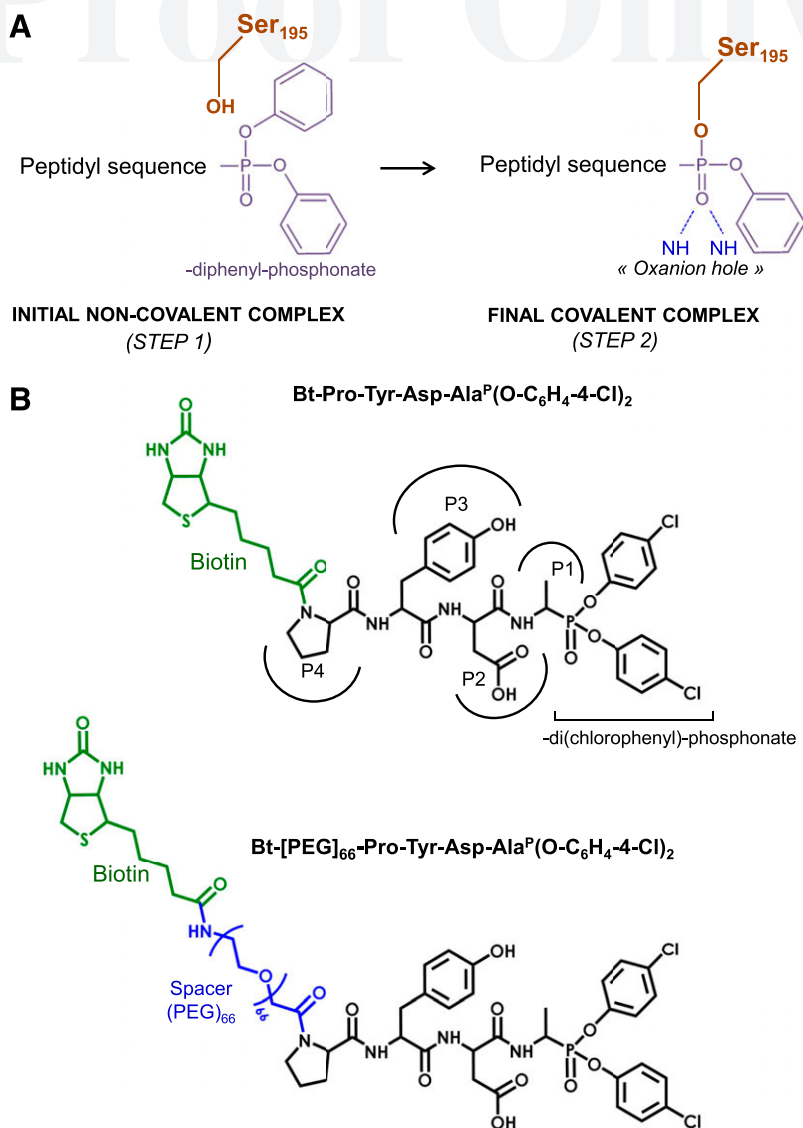 Proof Only
A
Ser195
OH
Peptidyl sequence
O
P
O
O
-diphenyl-phosphonate
INITIAL NON-COVALENT COMPLEX
(STEP 1)
Ser195
O
Peptidyl sequence
P
O
O
NH NH
« Oxanion hole »
FINAL COVALENT COMPLEX
(STEP 2)
B
Bt-Pro-Tyr-Asp-AlaP(O-C6H4-4-Cl)2
O
HN NH
S
Biotin
O
N
P4
O
NH
P3
OH
O
NH
P2
O
OH
O
NH
P1
P
O
O
O
Cl
Cl
-di(chlorophenyl)-phosphonate
Bt-[PEG]66-Pro-Tyr-Asp-AlaP(O-C6H4-4-Cl)2
O
HN NH
S
Biotin
O
HN
O
66
Spacer
(PEG)66
O
N
O
NH
OH
O
NH
O
OH
O
NH
P
O
O
O
Cl
Cl